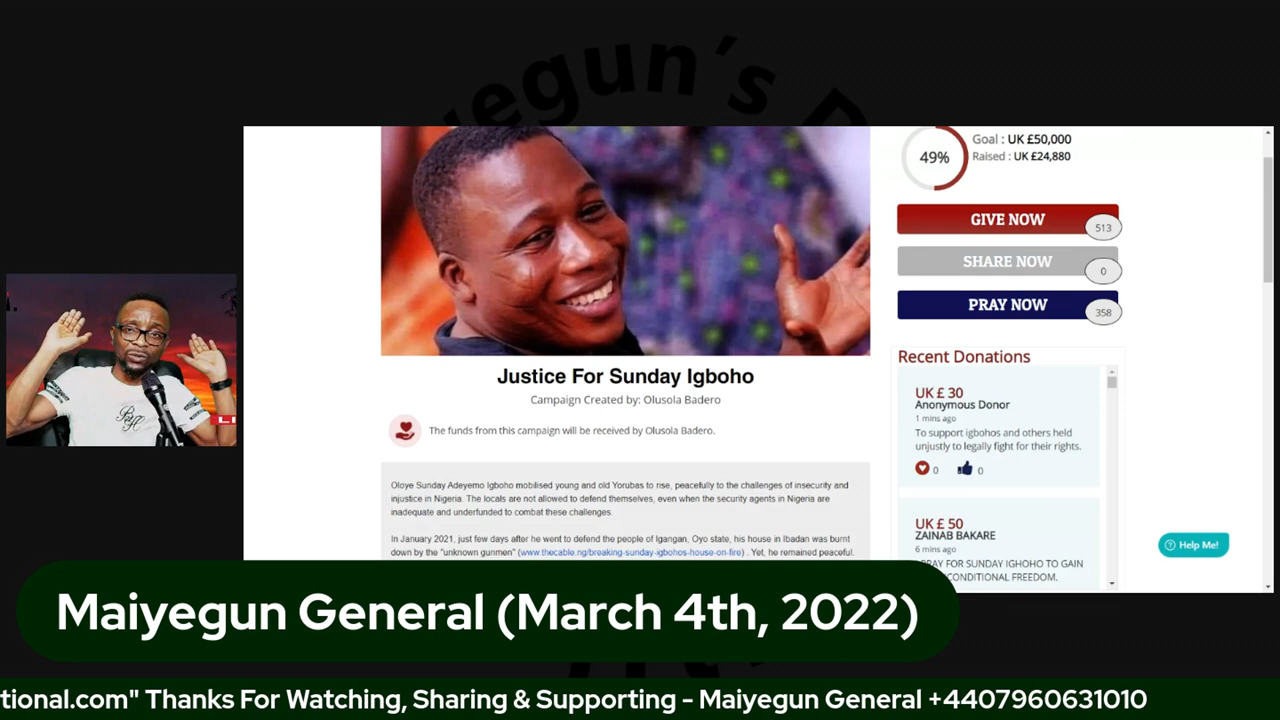 yegun's D
Goal : UK £50,000
49%
Raised : UK £24,880
GIVE NOW
513
SHARE NOW
0
PRAY NOW
358
Justice For Sunday Igboho
Campaign Created by: Olusola Badero
The funds from this campaign will be received by Olusola Badero.
Oloye Sunday Adeyemo Igboho mobilised young and old Yorubas to rise, peacefully to the challenges of insecurity and
injustice in Nigeria. The locals are not allowed to defend themselves, even when the security agents in Nigeria are
inadequate and underfunded to combat these challenges.
In January 2021, just few days after he went to defend the people of Igangan, Oyo state, his house in Ibadan was burnt
down by the "unknown gunmen" (www.thecable.ng/breaking-sunday-igbohos-house-on-fire) . Yet, he remained peaceful.
Recent Donations
UK £ 30
Anonymous Donor
1 mins ago
To support igbohos and others held
unjustly to legally fight for their rights.
0 0
UK £ 50
ZAINAB BAKARE
6 mins ago
PRAY FOR SUNDAY IGHOHO TO GAIN
CONDITIONAL FREEDOM.
Help Me!
Maiyegun General (March 4th, 2022)
tional.com" Thanks For Watching, Sharing & Supporting - Maiyegun General +4407960631010